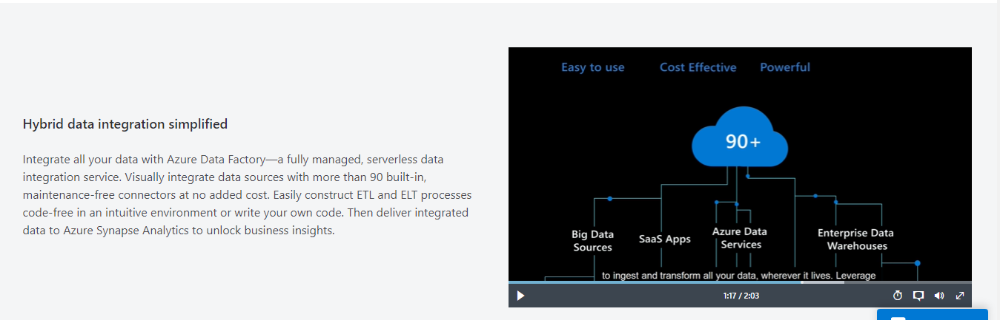 Hybrid data integration simplified
Integrate all your data with Azure Data Factory—a fully managed, serverless data
integration service. Visually integrate data sources with more than 90 built-in,
maintenance-free connectors at no added cost. Easily construct ETL and ELT processes
code-free in an intuitive environment or write your own code. Then deliver integrated
data to Azure Synapse Analytics to unlock business insights.
Easy to use Cost Effective Powerful
90+
Big Data
Sources
SaaS Apps
Azure Data
Services
Enterprise Data
Warehouses
to ingest and transform all your data, wherever it lives. Leverage
1:17 / 2:03